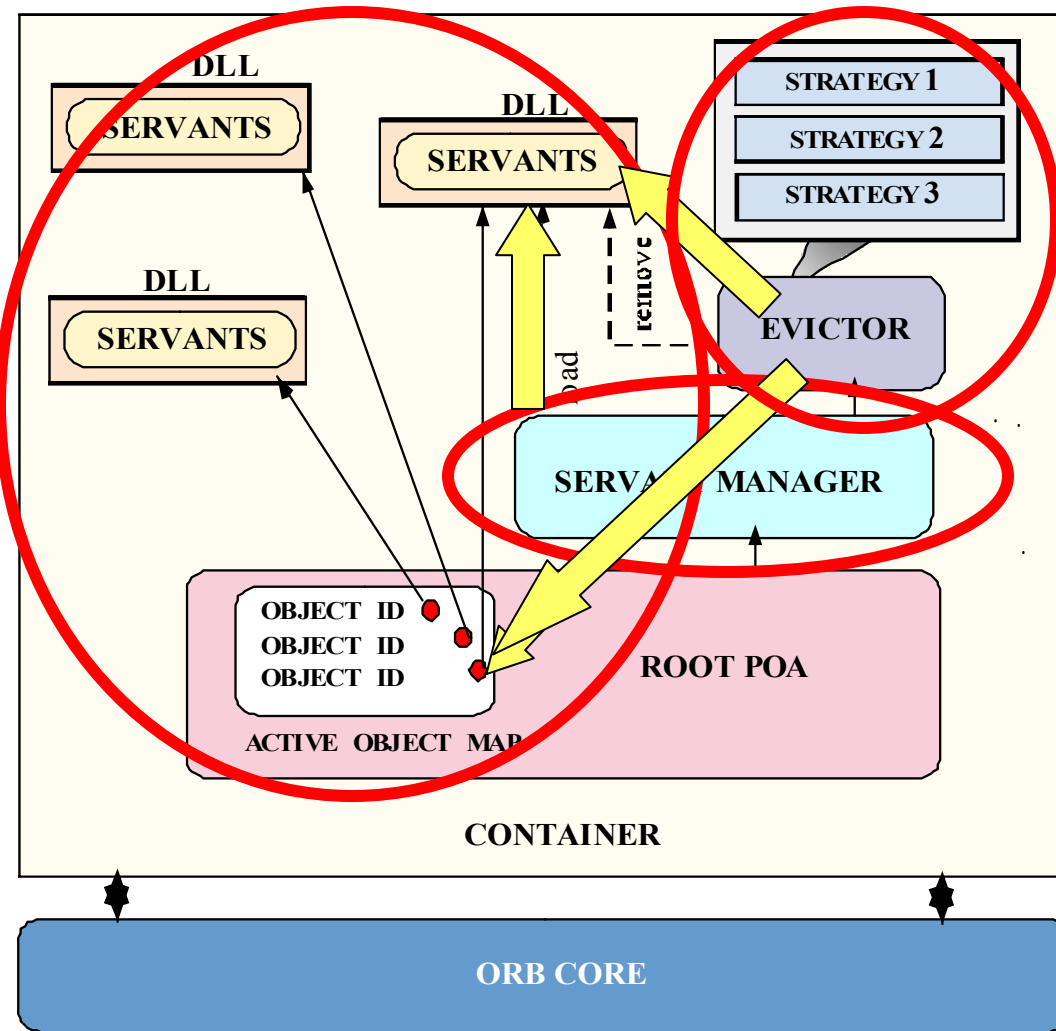 DLL
SERVANTS
DLL
SERVANTS
STRATEGY 1
STRATEGY 2
STRATEGY 3
DLL
SERVANTS
remove
EVICTOR
MANAGER
OBJECT ID
OBJECT ID
OBJECT ID
ROOT POA
ACTIVE OBJECT MAP
CONTAINER
ORB CORE